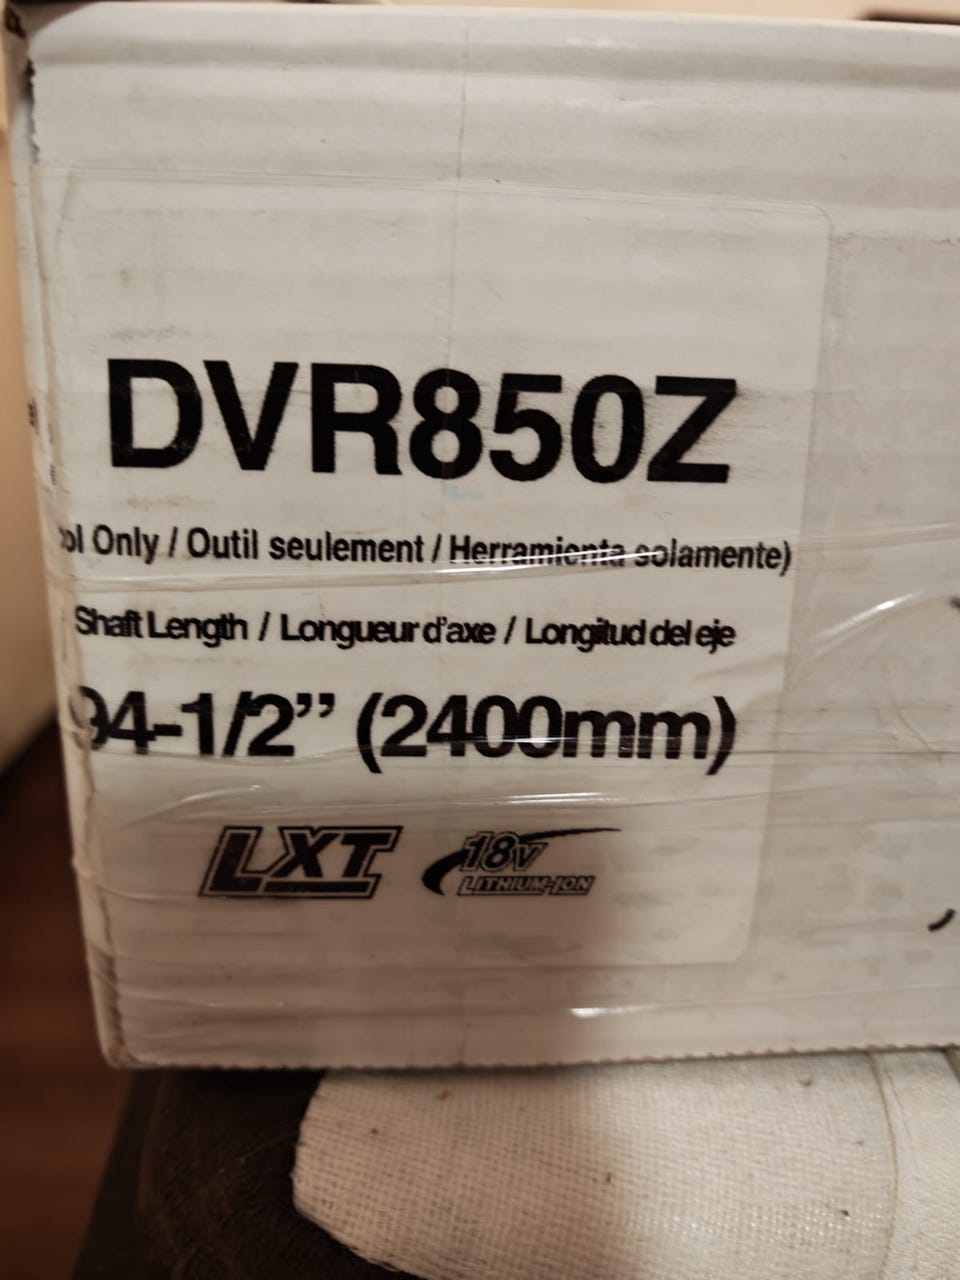 DVR850Z
Only / Outil seulement / Herramienta solamente)
Shaft Length / Longueur d'axe / Longitud del eje
94-1/2” (2400mm)
LXT
18V
LITHIUM-ION